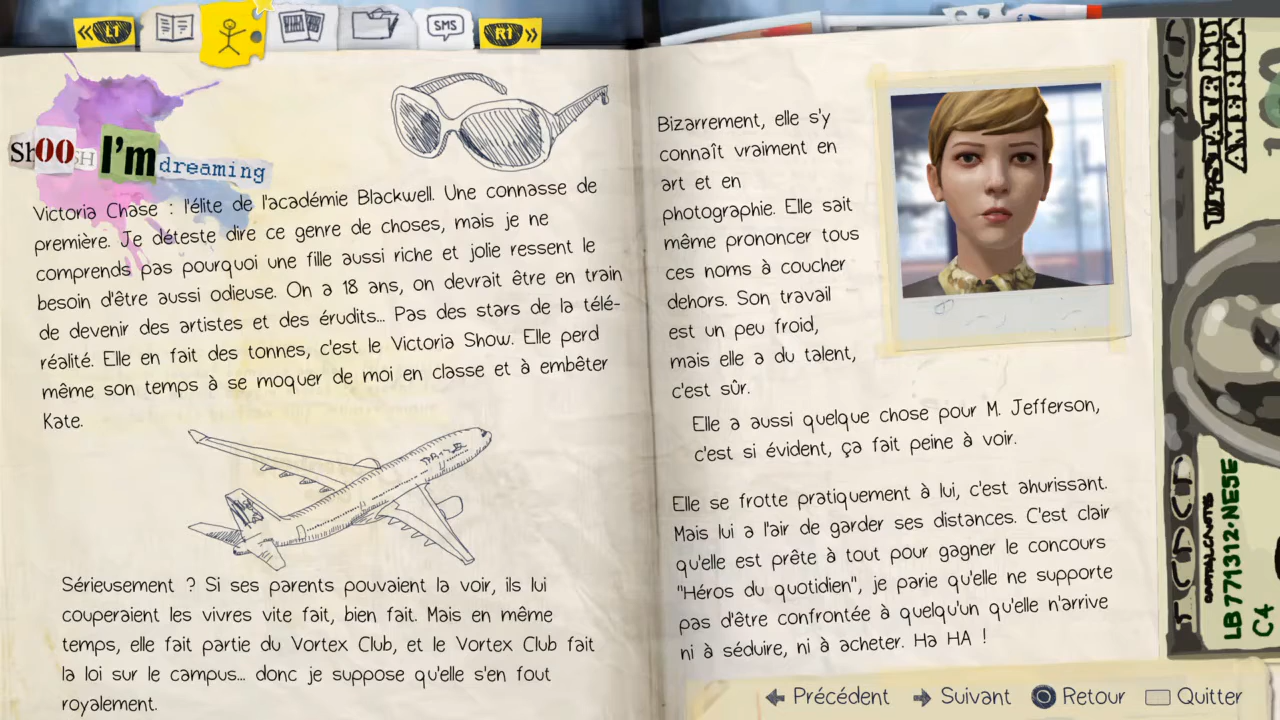 L1
SMS
R1
ShOOSH I'm dreaming
Victoria Chase : l'élite de l'académie Blackwell. Une connasse de
première. Je déteste dire ce genre de choses, mais je ne
comprends pas pourquoi une fille aussi riche et jolie ressent le
besoin d'être aussi odieuse. On a 18 ans, on devrait être en train
de devenir des artistes et des érudits... Pas des stars de la télé-
réalité. Elle en fait des tonnes, c'est le Victoria Show. Elle perd
même son temps à se moquer de moi en classe et à embêter
Kate.
Sérieusement ? Si ses parents pouvaient la voir, ils lui
couperaient les vivres vite fait, bien fait. Mais en même
temps, elle fait partie du Vortex Club, et le Vortex Club fait
la loi sur le campus... donc je suppose qu'elle s'en fout
royalement.
Bizarrement, elle s'y
connaît vraiment en
art et en
photographie. Elle sait
même prononcer tous
ces noms à coucher
dehors. Son travail
est un peu froid,
mais elle a du talent,
c'est sûr.
Elle a aussi quelque chose pour M. Jefferson,
c'est si évident, ça fait peine à voir.
Elle se frotte pratiquement à lui, c'est ahurissant.
Mais lui a l'air de garder ses distances. C'est clair
qu'elle est prête à tout pour gagner le concours
"Héros du quotidien", je parie qu'elle ne supporte
pas d'être confrontée à quelqu'un qu'elle n'arrive
ni à séduire, ni à acheter. Ha HA !
AMERICA
LB771312-NE5E
C4
Précédent
Suivant
Retour
Quitter